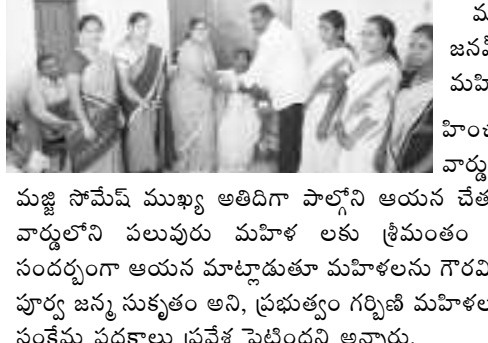 జనవ
మహి
హించ
వార్డు
మజ్జి సోమేష్ ముఖ్య అతిదిగా పాల్గోని ఆయన చేత
వార్డులోని పలువురు మహిళ లకు శ్రీమంతం
సందర్బంగా ఆయన మాట్లాడుతూ మహిళలను గౌరవి
పూర్వ జన్మ సుకృతం అని, ప్రభుత్వం గర్బిణి మహిళల
సంక్షేమ పధకాలు ప్రవేశ పెట్టిందని అన్నారు.